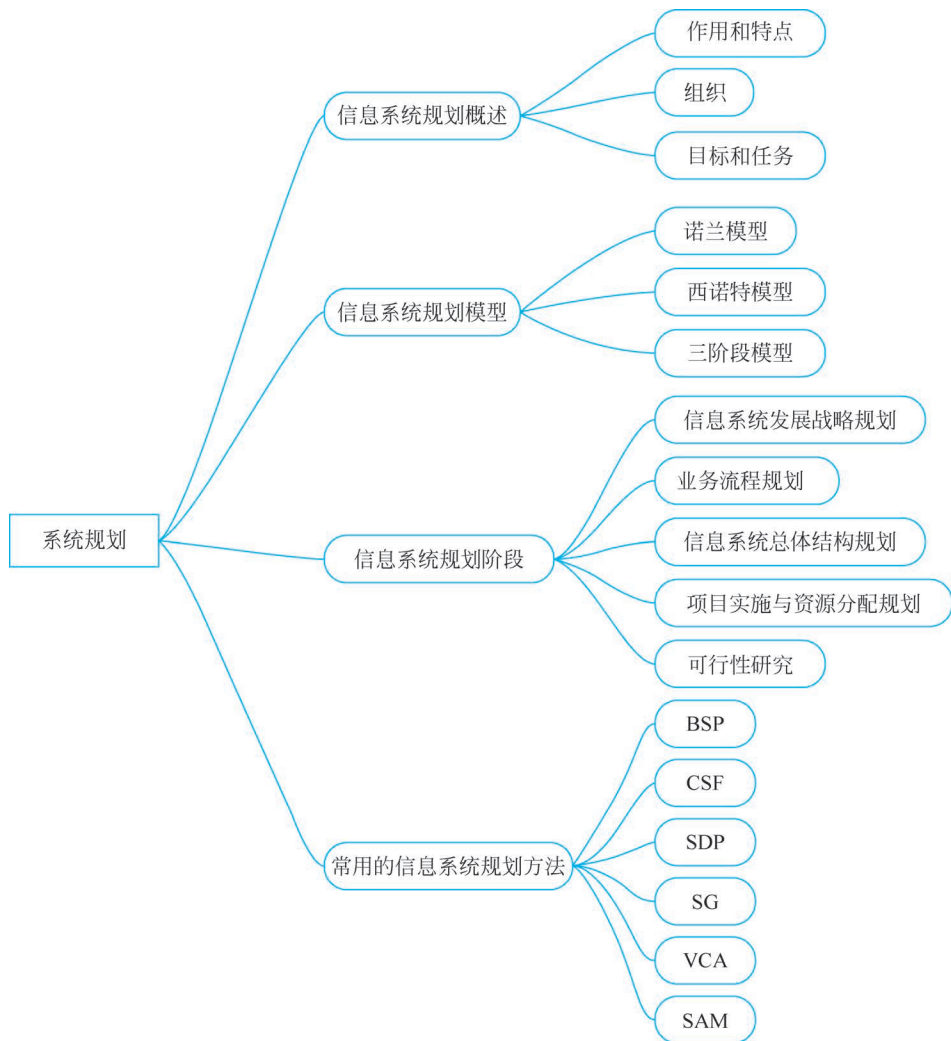 系统规划
信息系统规划概述
作用和特点
组织
目标和任务
信息系统规划模型
诺兰模型
西诺特模型
三阶段模型
信息系统规划阶段
信息系统发展战略规划
业务流程规划
信息系统总体结构规划
项目实施与资源分配规划
可行性研究
常用的信息系统规划方法
BSP
CSF
SDP
SG
VCA
SAM